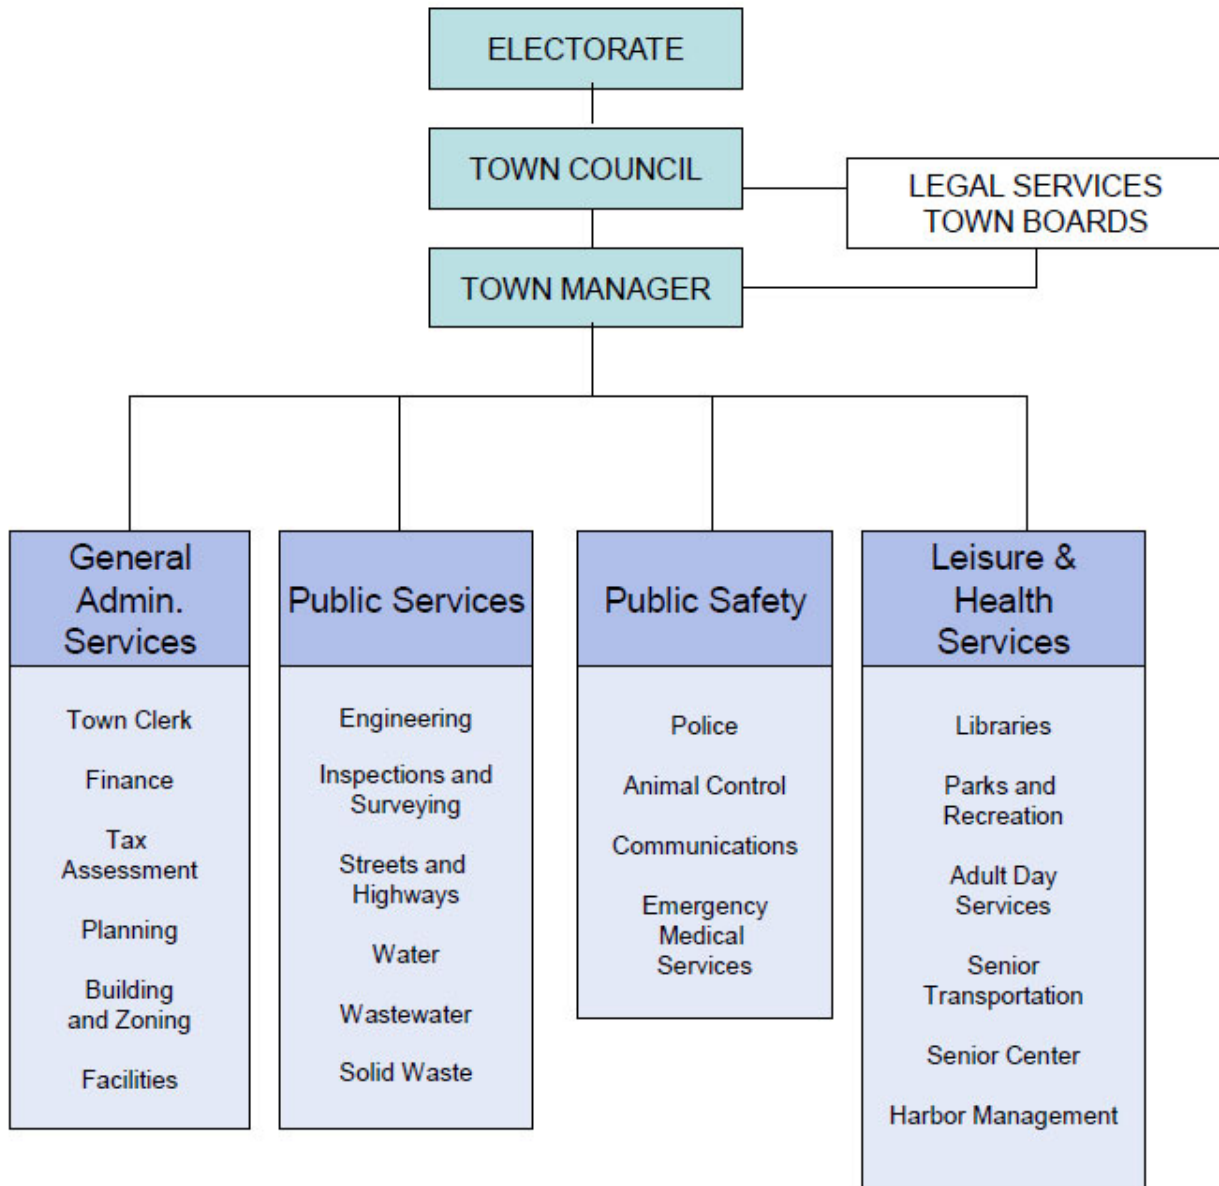 ELECTORATE
TOWN COUNCIL
LEGAL SERVICES
TOWN BOARDS
TOWN MANAGER
General
Admin.
Services
Town Clerk
Finance
Tax
Assessment
Planning
Building
and Zoning
Facilities
Public Services
Engineering
Inspections and
Surveying
Streets and
Highways
Water
Wastewater
Solid Waste
Public Safety
Police
Animal Control
Communications
Emergency
Medical
Services
Leisure &
Health
Services
Libraries
Parks and
Recreation
Adult Day
Services
Senior
Transportation
Senior Center
Harbor Management